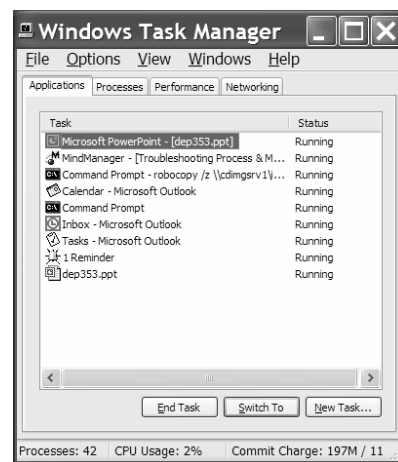 Windows Task Manager
File Options View Windows Help
Applications Processes Performance Networking
Task Status
Microsoft PowerPoint - [dep353.ppt] Running
MindManager - [Troubleshooting Process & M... Running
Command Prompt - robocopy /z \\cdimgsrv1\j... Running
Calendar - Microsoft Outlook Running
Command Prompt Running
Inbox - Microsoft Outlook Running
Tasks - Microsoft Outlook Running
1 Reminder Running
dep353.ppt Running
End Task Switch To New Task...
Processes: 42 CPU Usage: 2% Commit Charge: 197M / 11